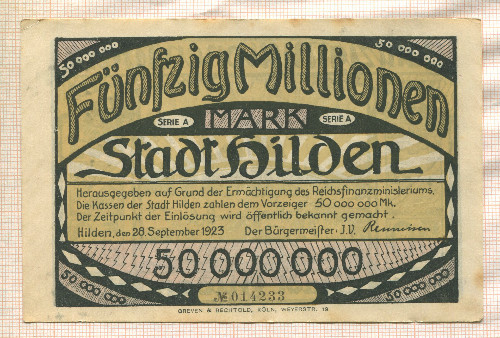 50 000 000
50 000 000
Fünfzig Millionen
SERIE A MARK SERIE A
Stadt Hilden
Herausgegeben auf Grund der Ermächtigung des Reichsfinanzministeriums.
Die Kassen der Stadt Hilden zahlen dem Vorzeiger 50 000 000 Mk.
Der Zeitpunkt der Einlösung wird öffentlich bekannt gemacht.
Hilden, den 28. September 1923 Der Bürgermeister: J.V.
50 000 000
50 000 000
50 000 000
№ 014233
GREVEN & BECHTOLD, KÖLN, WEYERSTR. 19